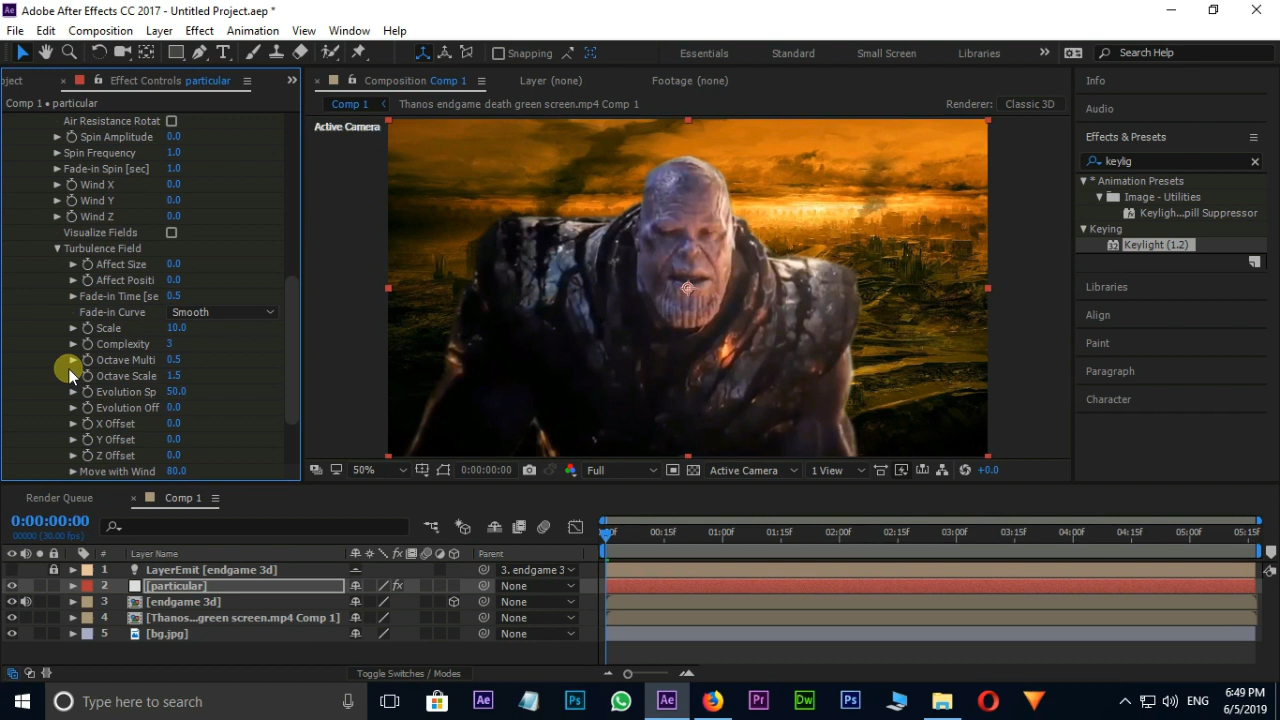 Adobe After Effects CC 2017 - Untitled Project.aep *
File Edit Composition Layer Effect Animation View Window Help
Snapping
Essentials Standard Small Screen Libraries Search Help
oject Effect Controls particular
Composition Comp 1 Layer (none) Footage (none)
Comp 1 • particular
Comp 1 Thanos endgame death green screen.mp4 Comp 1 Renderer: Classic 3D
Active Camera
Air Resistance Rotat
Spin Amplitude 0.0
Spin Frequency 1.0
Fade-in Spin [sec] 1.0
Wind X 0.0
Wind Y 0.0
Wind Z 0.0
Visualize Fields
Turbulence Field
Affect Size 0.0
Affect Positi 0.0
Fade-in Time [se 0.5
Fade-in Curve Smooth
Scale 10.0
Complexity 3
Octave Multi 0.5
Octave Scale 1.5
Evolution Sp 50.0
Evolution Off 0.0
X Offset 0.0
Y Offset 0.0
Z Offset 0.0
Move with Wind 80.0
50% 0:00:00:00 Full Active Camera 1 View +0.0
Info
Audio
Effects & Presets
keylig
* Animation Presets
Image - Utilities
Keyligh...pill Suppressor
Keying
Keylight (1.2)
Libraries
Align
Paint
Paragraph
Character
Render Queue Comp 1
0:00:00:00
00000 (30.00 fps)
00:15F 01:00F 01:15F 02:00F 02:15F 03:00F 03:15F 04:00F 04:15F 05:00F 05:15F
# Layer Name fx Parent
1 LayerEmit [endgame 3d] 3. endgame 3
2 [particular] fx None
3 [endgame 3d] None
4 [Thanos...green screen.mp4 Comp 1] None
5 [bg.jpg] None
Toggle Switches / Modes
Type here to search
Ae Ps Ae Pr Dw Ps
ENG
6:49 PM
6/5/2019